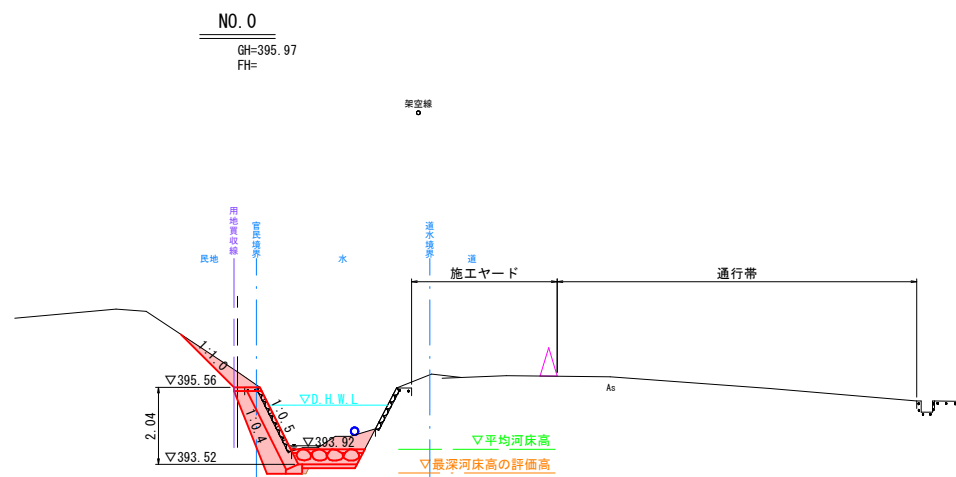 NO.0
GH=395.97
FH=
架空線
用地買収線
官民境界
道水境界
民地
水
道
施工ヤード
通行帯
1:1.0
▽395.56
▽D.H.W.L
As
1:0.5
1:0.4
2.04
▽393.92
▽平均河床高
▽393.52
▽最深河床高の評価高